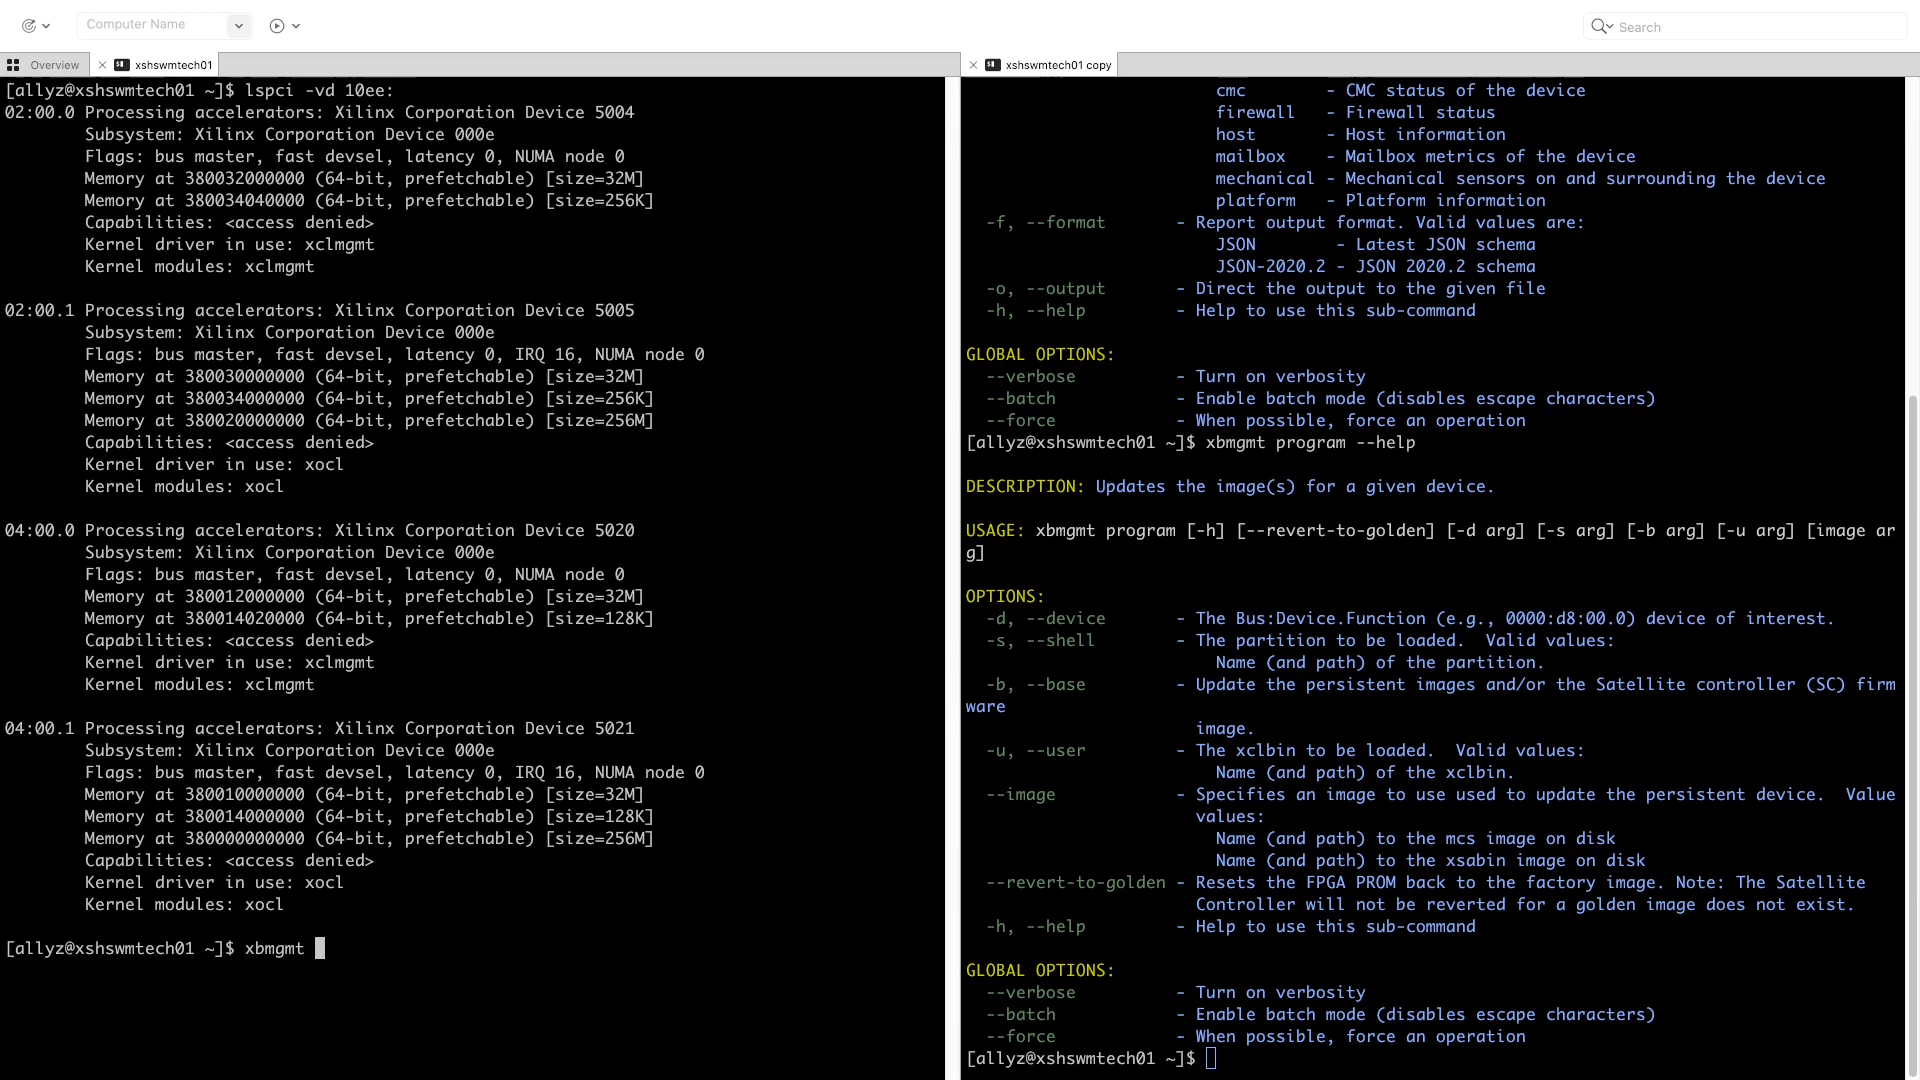 Computer Name
Search
Overview
xshswmtech01
xshswmtech01 copy
[allyz@xshswmtech01 ~]$ lspci -vd 10ee:
02:00.0 Processing accelerators: Xilinx Corporation Device 5004
Subsystem: Xilinx Corporation Device 000e
Flags: bus master, fast devsel, latency 0, NUMA node 0
Memory at 380032000000 (64-bit, prefetchable) [size=32M]
Memory at 380034040000 (64-bit, prefetchable) [size=256K]
Capabilities: <access denied>
Kernel driver in use: xclmgmt
Kernel modules: xclmgmt
02:00.1 Processing accelerators: Xilinx Corporation Device 5005
Subsystem: Xilinx Corporation Device 000e
Flags: bus master, fast devsel, latency 0, IRQ 16, NUMA node 0
Memory at 380030000000 (64-bit, prefetchable) [size=32M]
Memory at 380034000000 (64-bit, prefetchable) [size=256K]
Memory at 380020000000 (64-bit, prefetchable) [size=256M]
Capabilities: <access denied>
Kernel driver in use: xocl
Kernel modules: xocl
04:00.0 Processing accelerators: Xilinx Corporation Device 5020
Subsystem: Xilinx Corporation Device 000e
Flags: bus master, fast devsel, latency 0, NUMA node 0
Memory at 380012000000 (64-bit, prefetchable) [size=32M]
Memory at 380014020000 (64-bit, prefetchable) [size=128K]
Capabilities: <access denied>
Kernel driver in use: xclmgmt
Kernel modules: xclmgmt
04:00.1 Processing accelerators: Xilinx Corporation Device 5021
Subsystem: Xilinx Corporation Device 000e
Flags: bus master, fast devsel, latency 0, IRQ 16, NUMA node 0
Memory at 380010000000 (64-bit, prefetchable) [size=32M]
Memory at 380014000000 (64-bit, prefetchable) [size=128K]
Memory at 380000000000 (64-bit, prefetchable) [size=256M]
Capabilities: <access denied>
Kernel driver in use: xocl
Kernel modules: xocl
[allyz@xshswmtech01 ~]$ xbmgmt
cmc - CMC status of the device
firewall - Firewall status
host - Host information
mailbox - Mailbox metrics of the device
mechanical - Mechanical sensors on and surrounding the device
platform - Platform information
-f, --format - Report output format. Valid values are:
JSON - Latest JSON schema
JSON-2020.2 - JSON 2020.2 schema
-o, --output - Direct the output to the given file
-h, --help - Help to use this sub-command
GLOBAL OPTIONS:
--verbose - Turn on verbosity
--batch - Enable batch mode (disables escape characters)
--force - When possible, force an operation
[allyz@xshswmtech01 ~]$ xbmgmt program --help
DESCRIPTION: Updates the image(s) for a given device.
USAGE: xbmgmt program [-h] [--revert-to-golden] [-d arg] [-s arg] [-b arg] [-u arg] [image ar
g]
OPTIONS:
-d, --device - The Bus:Device.Function (e.g., 0000:d8:00.0) device of interest.
-s, --shell - The partition to be loaded.  Valid values:
Name (and path) of the partition.
-b, --base - Update the persistent images and/or the Satellite controller (SC) firm
ware
image.
-u, --user - The xclbin to be loaded.  Valid values:
Name (and path) of the xclbin.
--image - Specifies an image to use used to update the persistent device.  Value
values:
Name (and path) to the mcs image on disk
Name (and path) to the xsabin image on disk
--revert-to-golden - Resets the FPGA PROM back to the factory image. Note: The Satellite
Controller will not be reverted for a golden image does not exist.
-h, --help - Help to use this sub-command
GLOBAL OPTIONS:
--verbose - Turn on verbosity
--batch - Enable batch mode (disables escape characters)
--force - When possible, force an operation
[allyz@xshswmtech01 ~]$